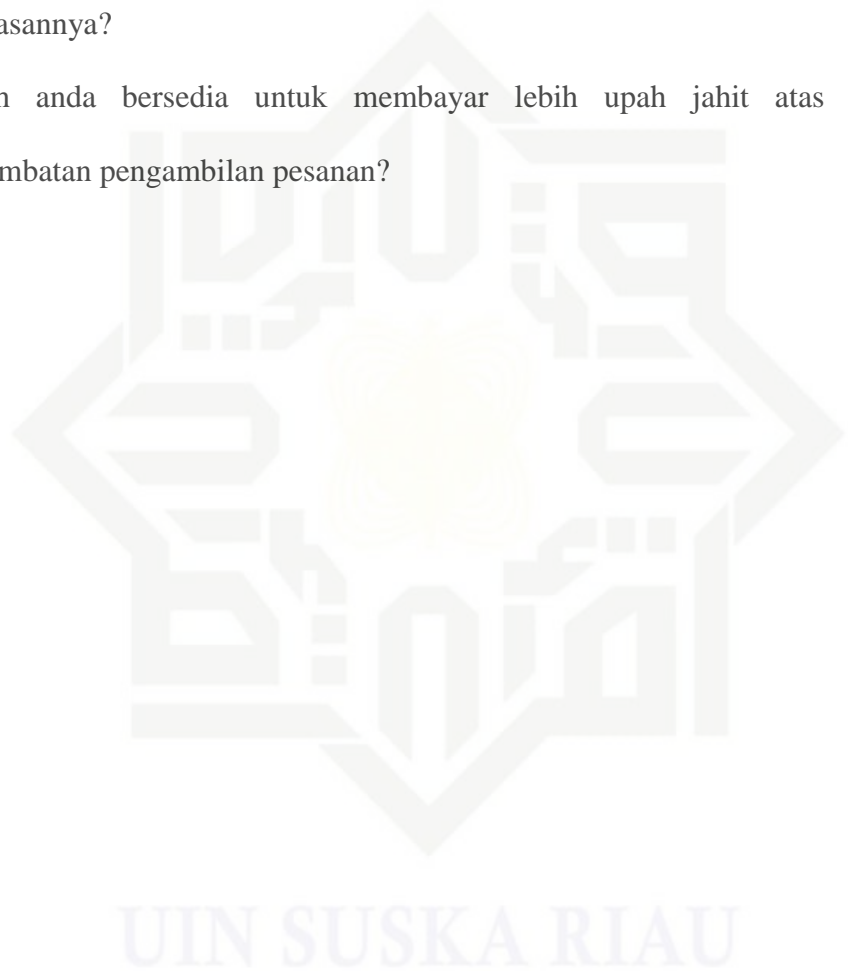 asannya?
anda bersedia untuk membayar lebih upah jahit atas
mbatan pengambilan pesanan?
UIN SUSKA RIAU